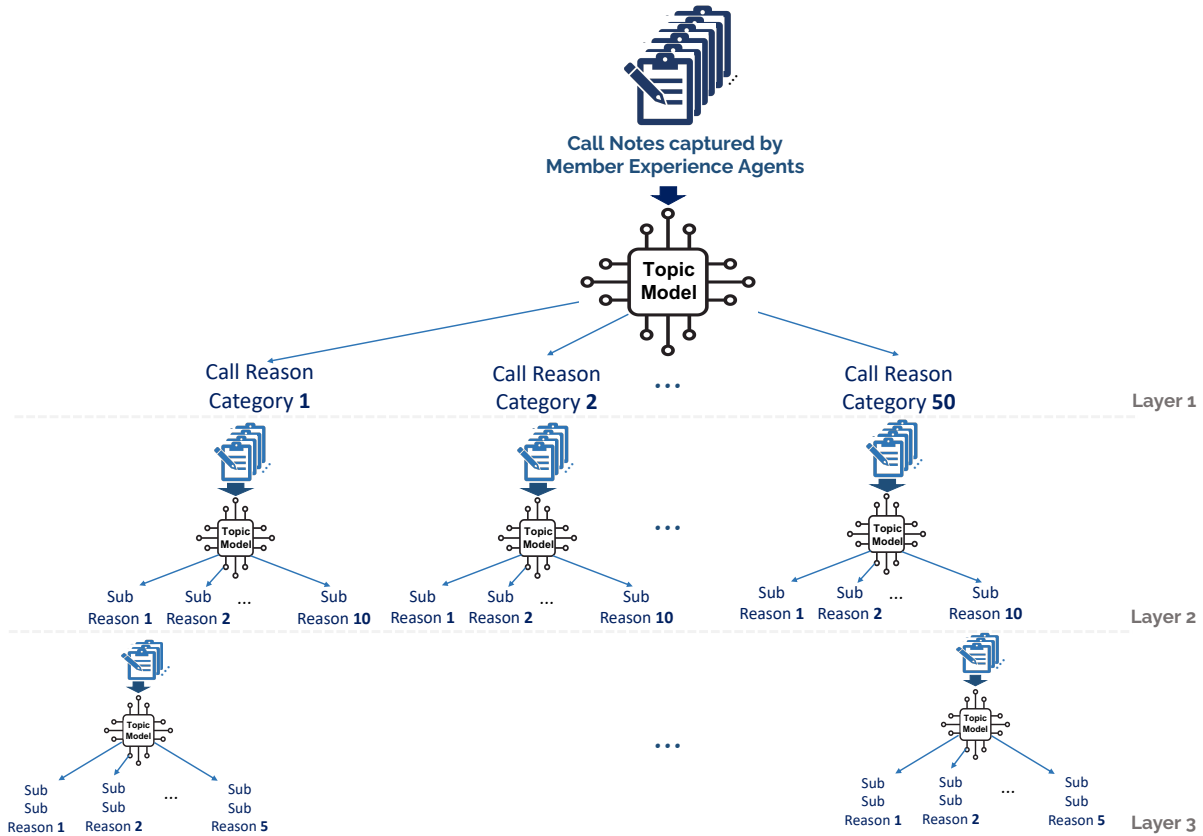 Call Notes captured by
Member Experience Agents
Topic
Model
Call Reason
Category 1
Call Reason
Category 2
...
Call Reason
Category 50
Layer 1
Topic
Model
Topic
Model
...
Topic
Model
Sub
Reason 1
Sub
Reason 2
...
Sub
Reason 10
Sub
Reason 1
Sub
Reason 2
...
Sub
Reason 10
Sub
Reason 1
Sub
Reason 2
...
Sub
Reason 10
Layer 2
Topic
Model
...
Topic
Model
Sub
Sub
Reason 1
Sub
Sub
Reason 2
...
Sub
Sub
Reason 5
Sub
Sub
Reason 1
Sub
Sub
Reason 2
...
Sub
Sub
Reason 5
Layer 3